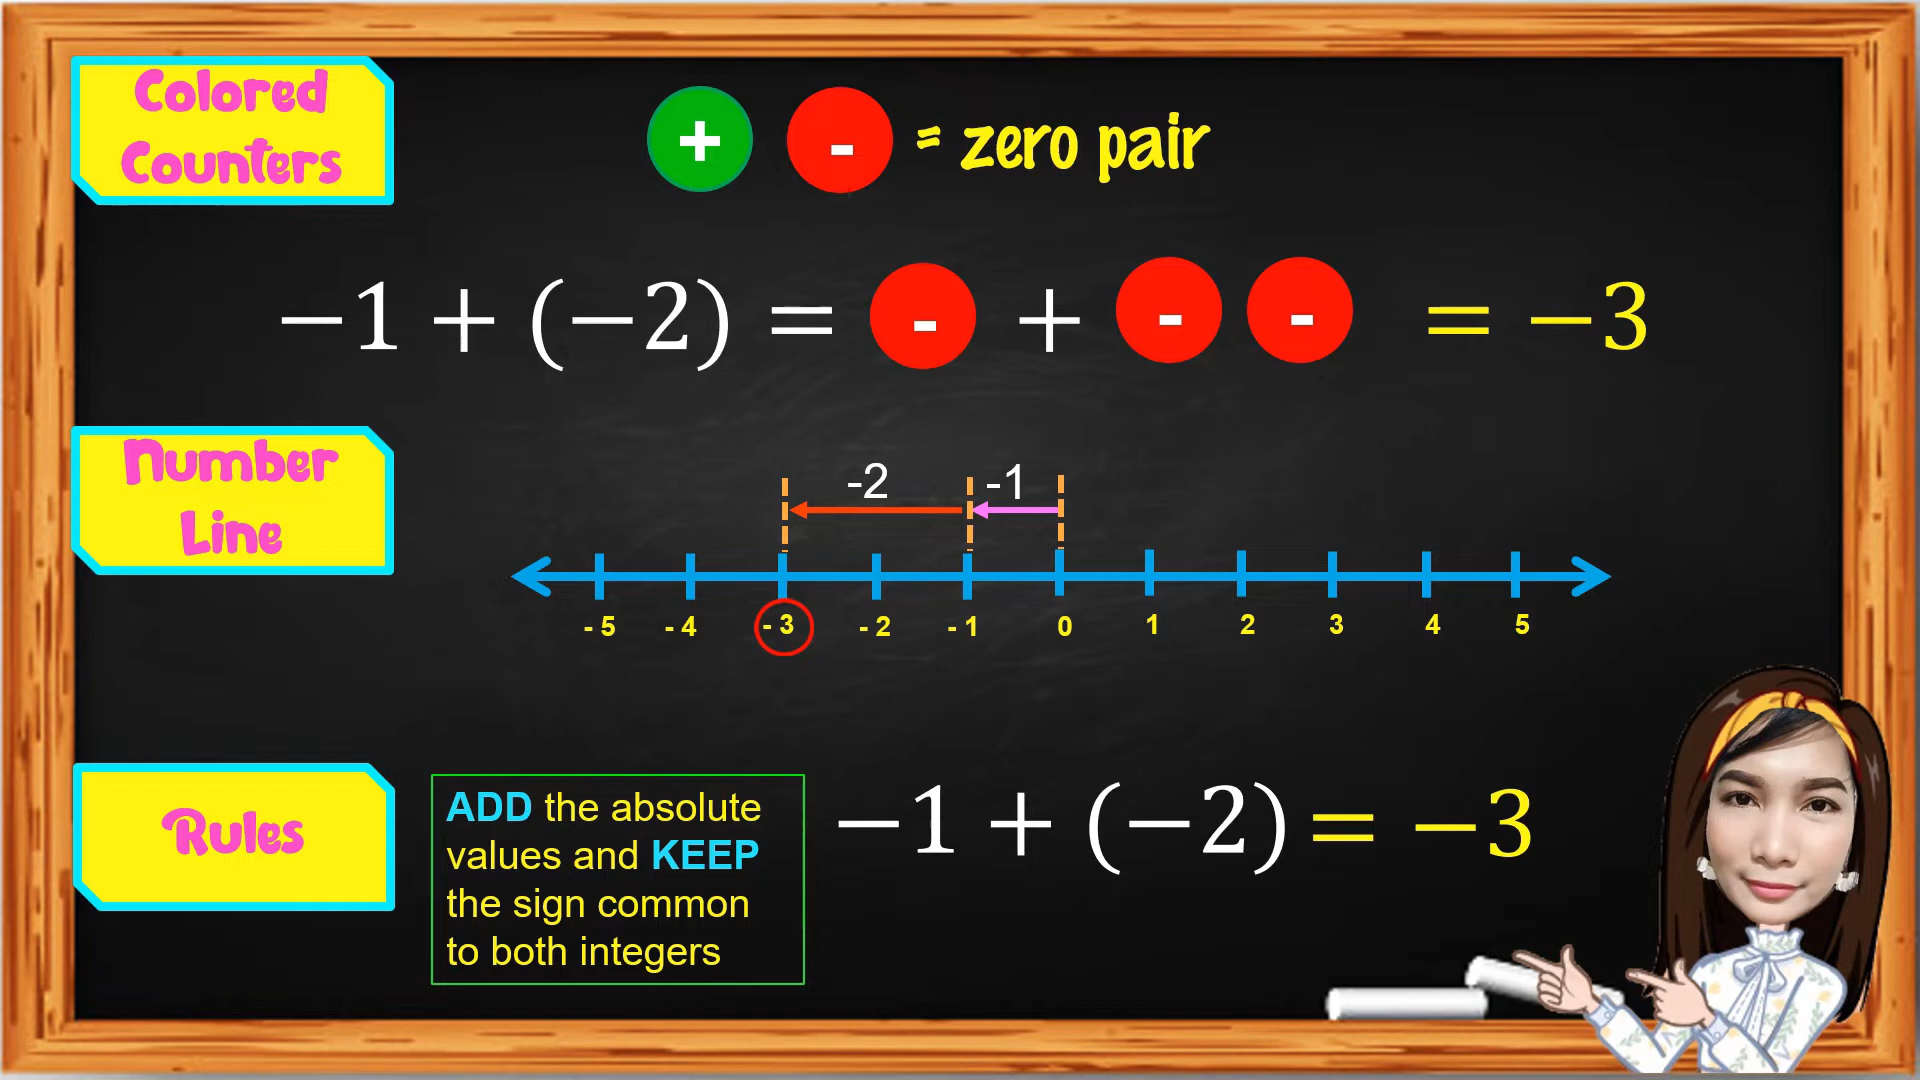 Colored
Counters
+ - = zero pair
−1 + (−2) = - + - - = −3
Number
Line
-2 -1
- 5 - 4 - 3 - 2 - 1 0 1 2 3 4 5
Rules
ADD the absolute
values and KEEP
the sign common
to both integers
−1 + (−2) = −3